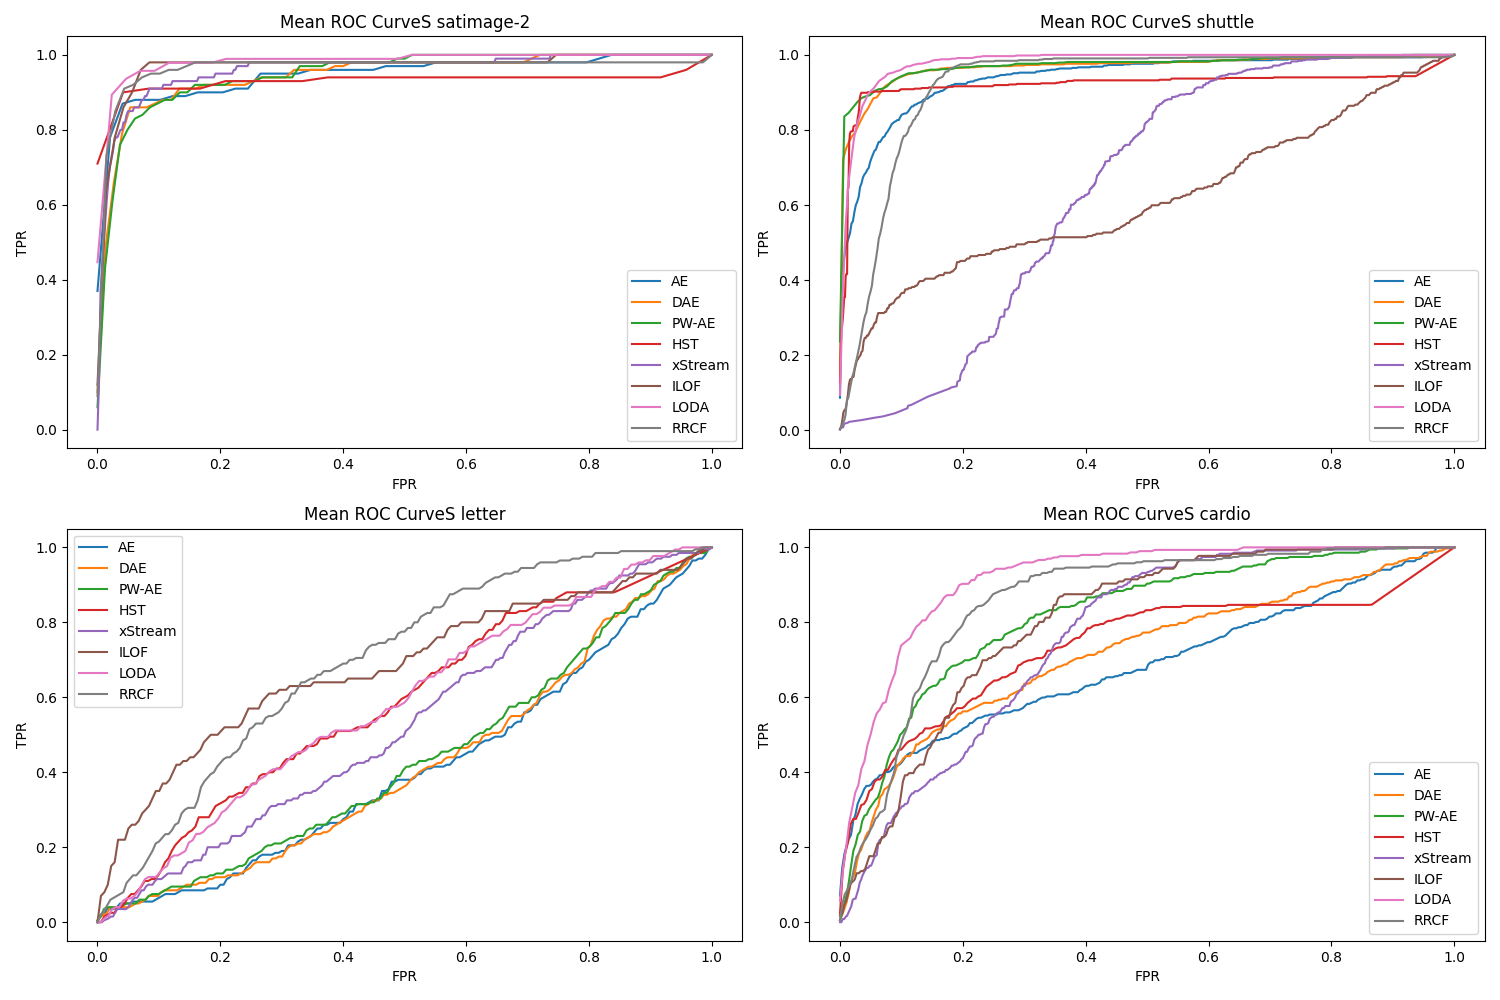 Mean ROC CurveS satimage-2
1.0
0.8
0.6
0.4
0.2
0.0
TPR
0.0 0.2 0.4 0.6 0.8 1.0
FPR
AE
DAE
PW-AE
HST
xStream
ILOF
LODA
RRCF
Mean ROC CurveS shuttle
1.0
0.8
0.6
0.4
0.2
0.0
TPR
0.0 0.2 0.4 0.6 0.8 1.0
FPR
AE
DAE
PW-AE
HST
xStream
ILOF
LODA
RRCF
Mean ROC CurveS letter
1.0
0.8
0.6
0.4
0.2
0.0
TPR
0.0 0.2 0.4 0.6 0.8 1.0
FPR
AE
DAE
PW-AE
HST
xStream
ILOF
LODA
RRCF
Mean ROC CurveS cardio
1.0
0.8
0.6
0.4
0.2
0.0
TPR
0.0 0.2 0.4 0.6 0.8 1.0
FPR
AE
DAE
PW-AE
HST
xStream
ILOF
LODA
RRCF